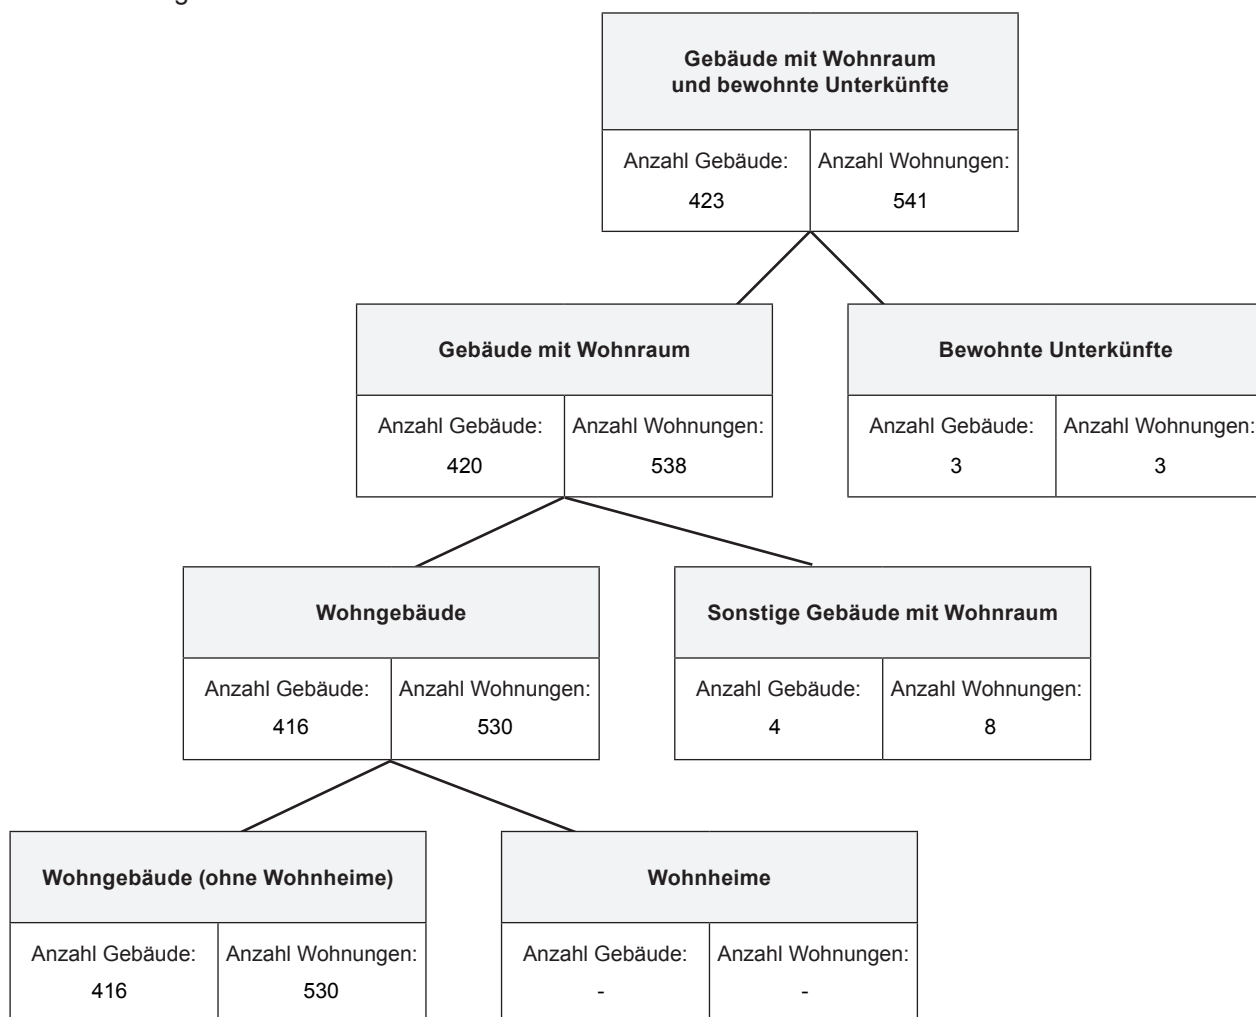 Gebäude mit Wohnraum
und bewohnte Unterkünfte
Anzahl Gebäude:
Anzahl Wohnungen:
423
541
Gebäude mit Wohnraum
Anzahl Gebäude:
Anzahl Wohnungen:
420
538
Bewohnte Unterkünfte
Anzahl Gebäude:
Anzahl Wohnungen:
3
3
Wohngebäude
Anzahl Gebäude:
Anzahl Wohnungen:
416
530
Sonstige Gebäude mit Wohnraum
Anzahl Gebäude:
Anzahl Wohnungen:
4
8
Wohngebäude (ohne Wohnheime)
Anzahl Gebäude:
Anzahl Wohnungen:
416
530
Wohnheime
Anzahl Gebäude:
Anzahl Wohnungen:
-
-